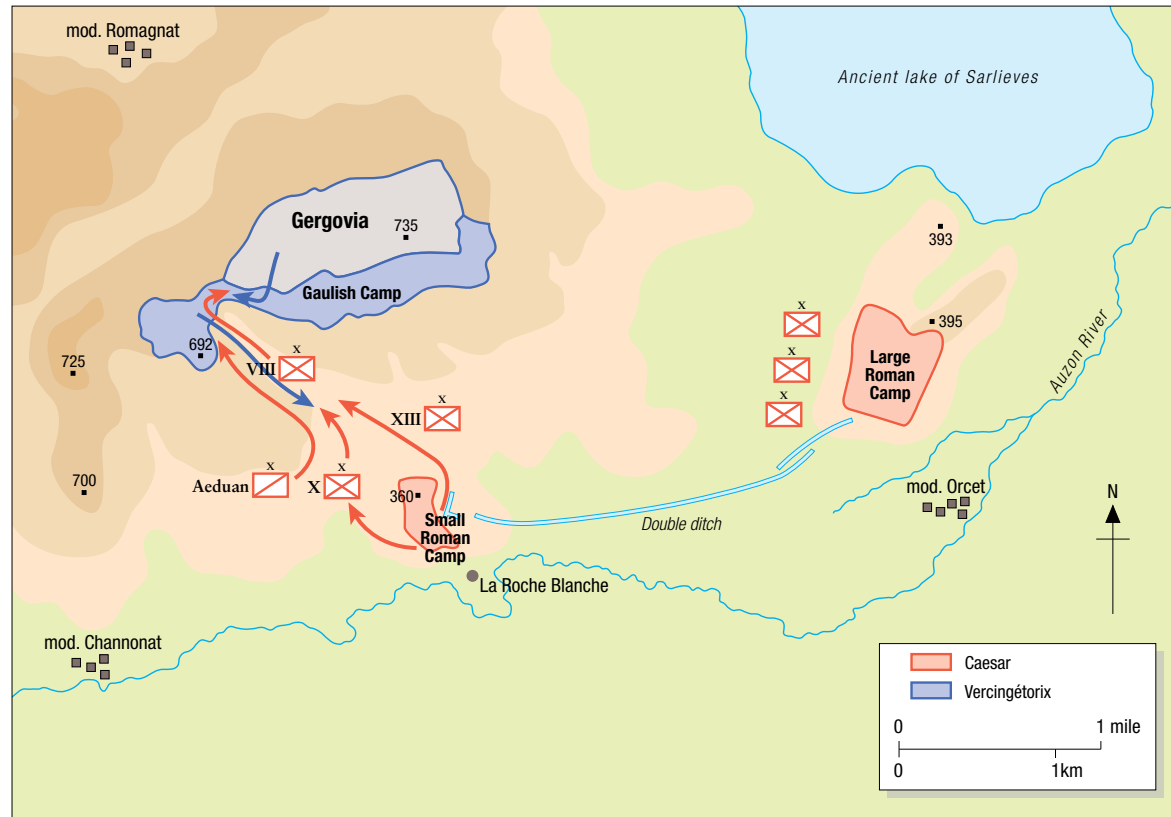 mod. Romagnat
Ancient lake of Sarlieves
Gergovia
735
393
Gaulish Camp
x
395
692
x
VIII
x
725
Large
Roman
Camp
Auzon River
x
XIII
x
x
x
Aeduan
X
360
700
Small
Roman
Camp
mod. Orcet
N
Double ditch
La Roche Blanche
mod. Channonat
Caesar
Vercingétorix
0
1 mile
0
1km